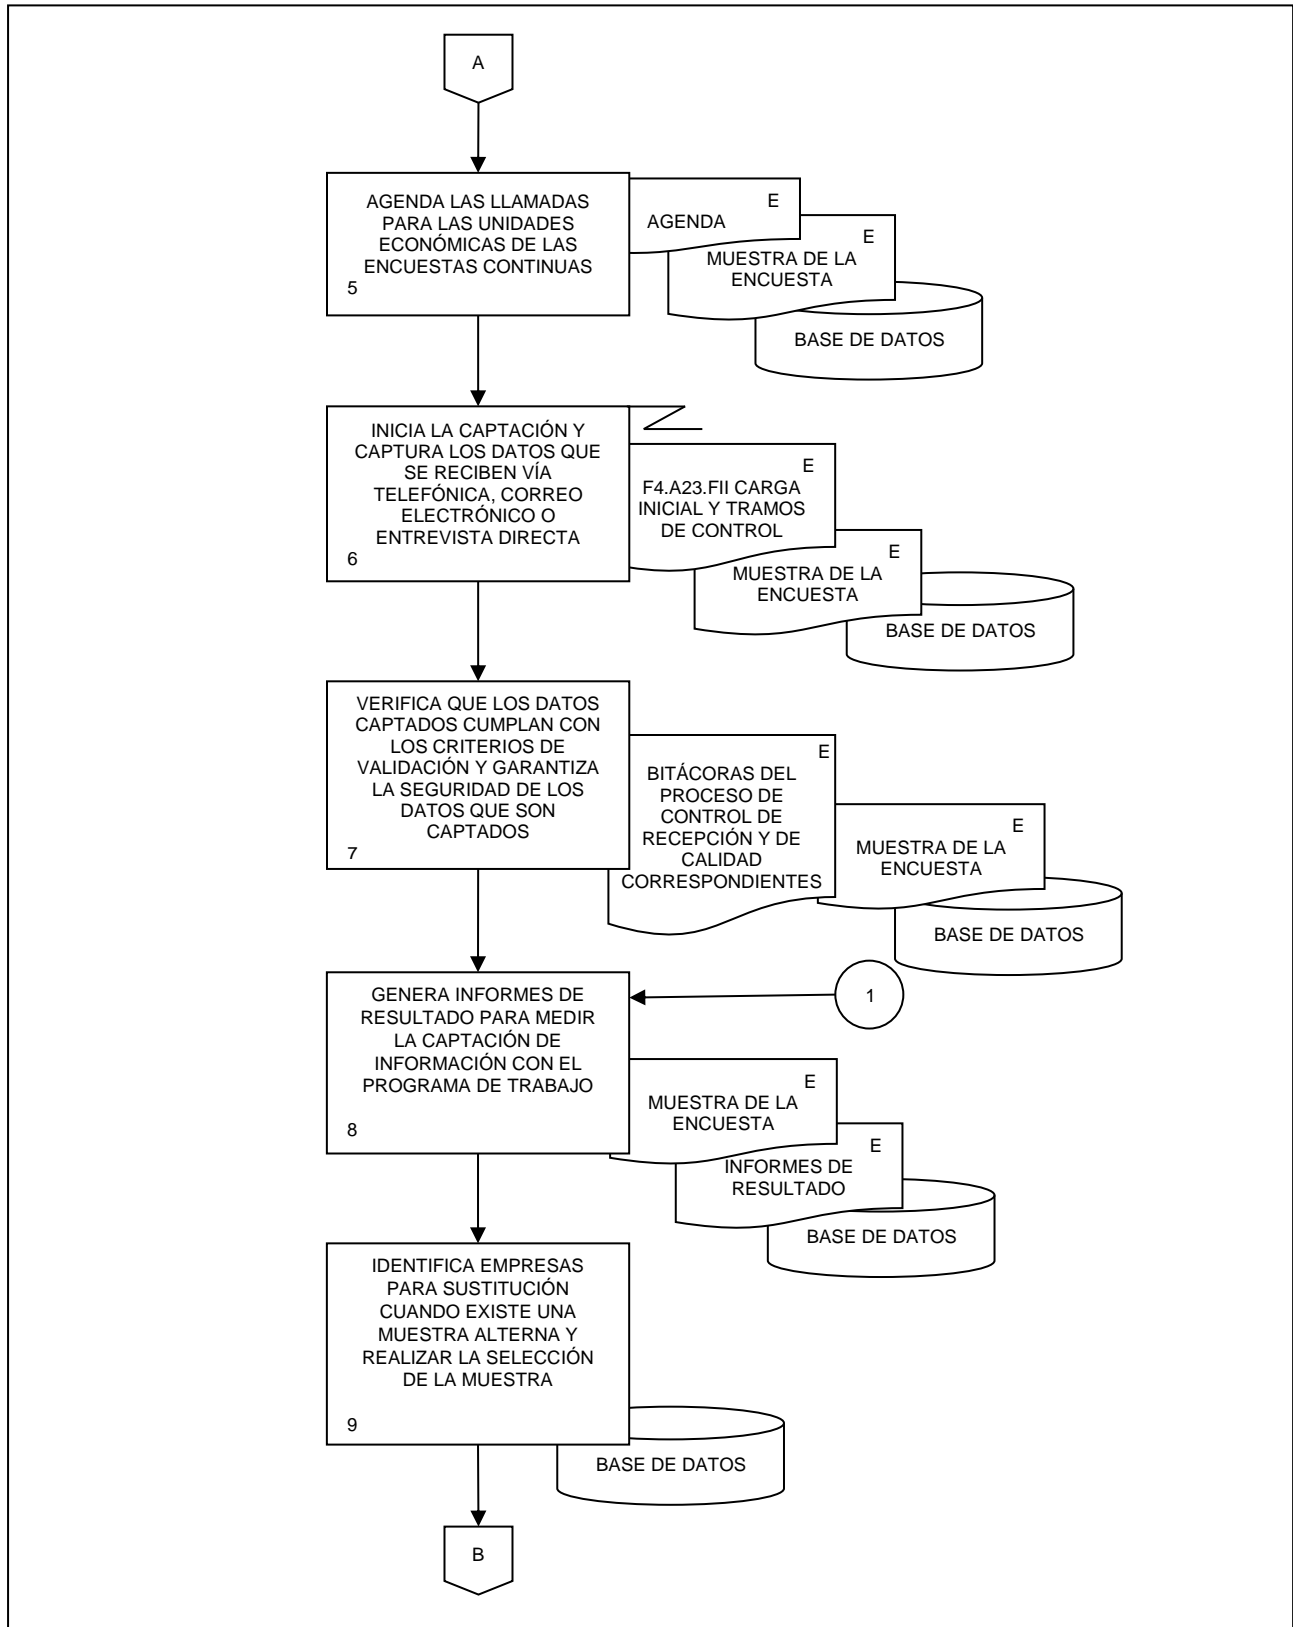 A
AGENDA LAS LLAMADAS
PARA LAS UNIDADES
ECONÓMICAS DE LAS
ENCUESTAS CONTINUAS
5
E
AGENDA
E
MUESTRA DE LA
ENCUESTA
BASE DE DATOS
INICIA LA CAPTACIÓN Y
CAPTURA LOS DATOS QUE
SE RECIBEN VÍA
TELEFÓNICA, CORREO
ELECTRÓNICO O
ENTREVISTA DIRECTA
6
E
F4.A23.FII CARGA
INICIAL Y TRAMOS
DE CONTROL
E
MUESTRA DE LA
ENCUESTA
BASE DE DATOS
VERIFICA QUE LOS DATOS
CAPTADOS CUMPLAN CON
LOS CRITERIOS DE
VALIDACIÓN Y GARANTIZA
LA SEGURIDAD DE LOS
DATOS QUE SON
CAPTADOS
7
E
BITÁCORAS DEL
PROCESO DE
CONTROL DE
RECEPCIÓN Y DE
CALIDAD
CORRESPONDIENTES
E
MUESTRA DE LA
ENCUESTA
BASE DE DATOS
1
GENERA INFORMES DE
RESULTADO PARA MEDIR
LA CAPTACIÓN DE
INFORMACIÓN CON EL
PROGRAMA DE TRABAJO
8
E
MUESTRA DE LA
ENCUESTA
E
INFORMES DE
RESULTADO
BASE DE DATOS
IDENTIFICA EMPRESAS
PARA SUSTITUCIÓN
CUANDO EXISTE UNA
MUESTRA ALTERNA Y
REALIZAR LA SELECCIÓN
DE LA MUESTRA
9
BASE DE DATOS
B